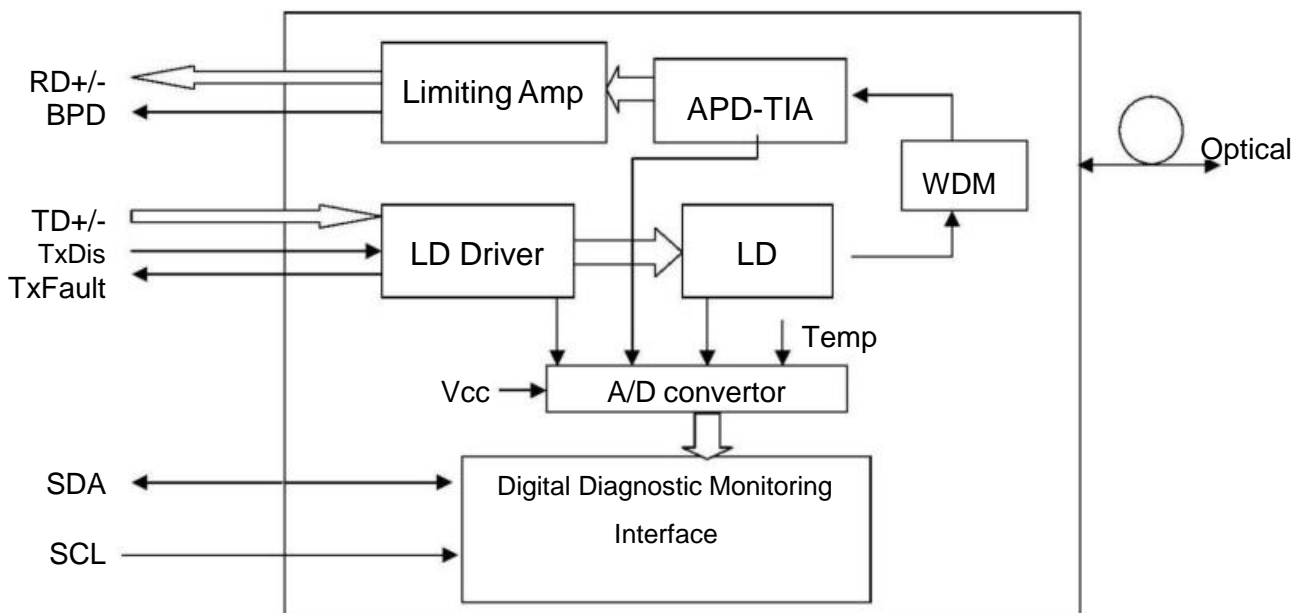 RD+/-
BPD
Limiting Amp
APD-TIA
WDM
Optical
TD+/-
TxDis
TxFault
LD Driver
LD
Temp
Vcc
A/D convertor
SDA
SCL
Digital Diagnostic Monitoring
Interface